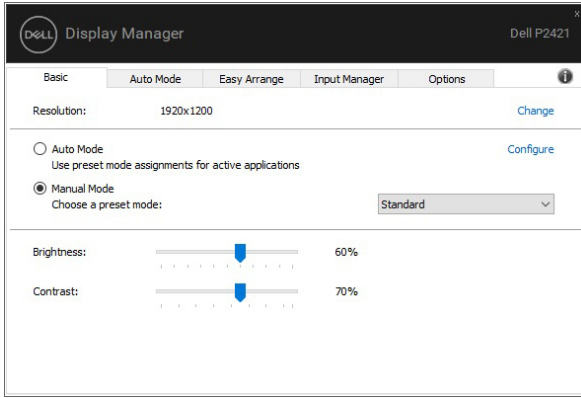 DELL Display Manager Dell P2421
Basic Auto Mode Easy Arrange Input Manager Options
Resolution: 1920x1200 Change
Auto Mode Configure
Use preset mode assignments for active applications
Manual Mode
Choose a preset mode: Standard
Brightness: 60%
Contrast: 70%